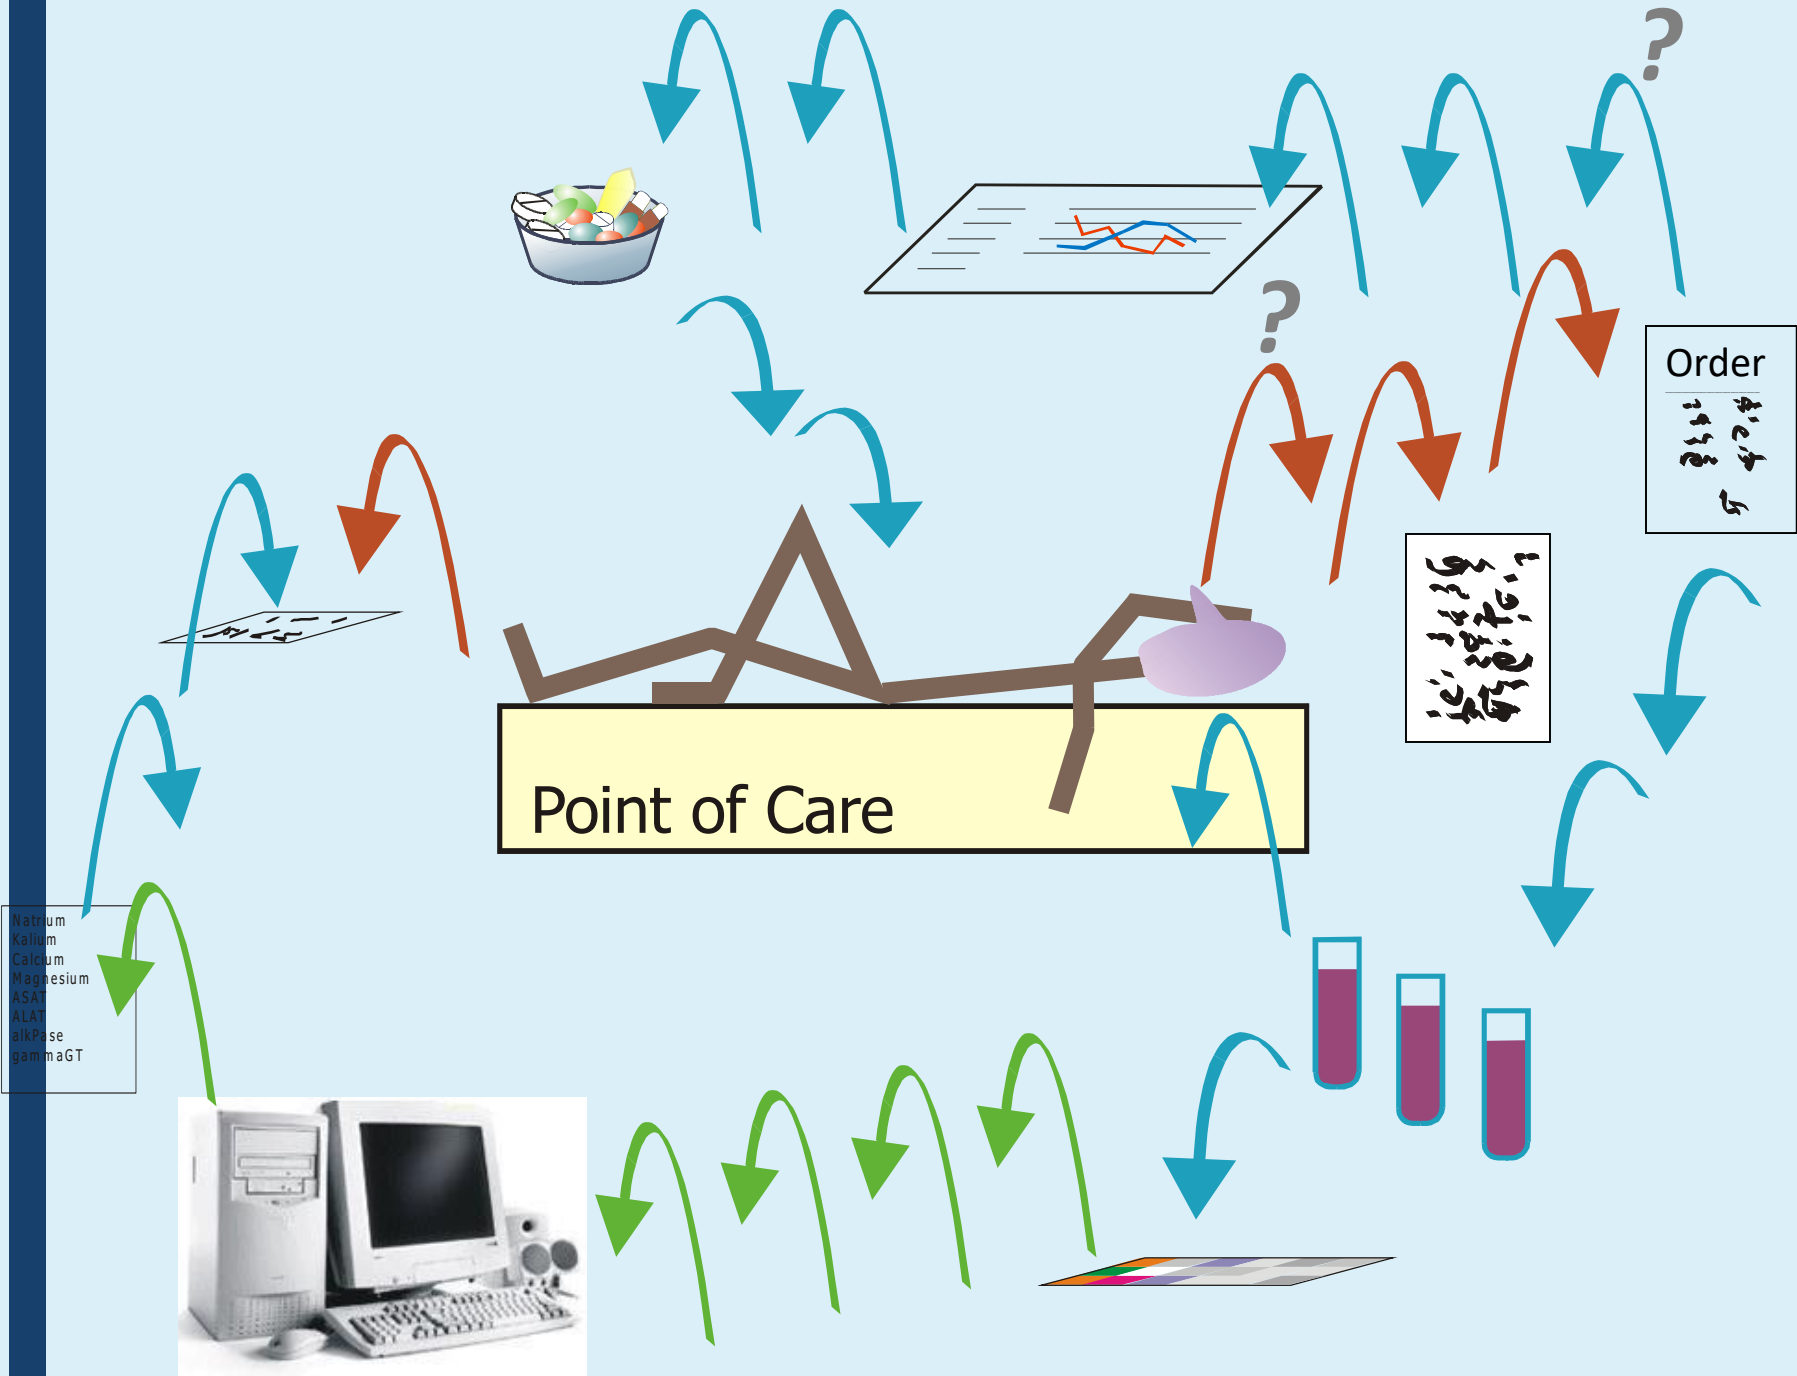 ?
?
Order
Point of Care
Natrium
Kalium
Calcium
Magnesium
ASAT
ALAT
alkPase
gammaGT